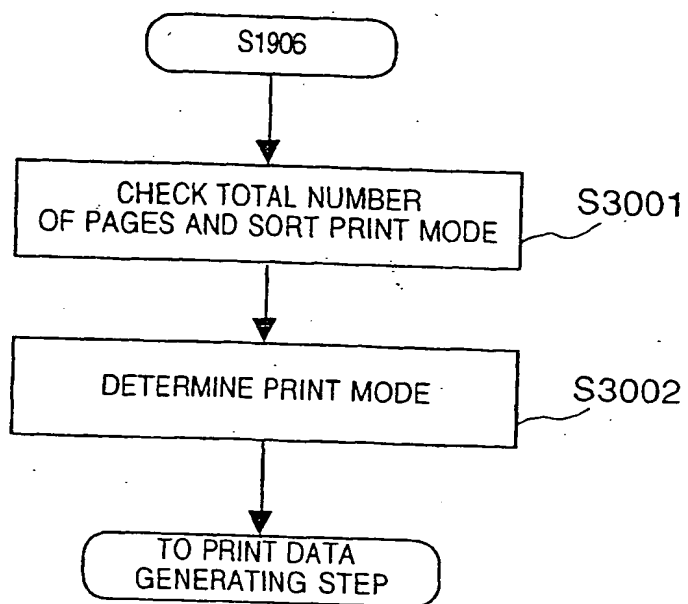 S1906
CHECK TOTAL NUMBER
OF PAGES AND SORT PRINT MODE
S3001
DETERMINE PRINT MODE
S3002
TO PRINT DATA
GENERATING STEP